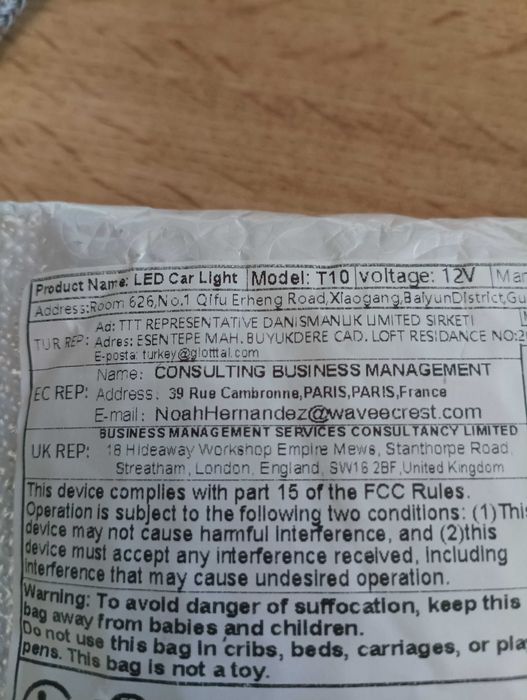 Product Name: LED Car Light Model: T10 voltage: 12V Mar
Address: Room 626,No.1 Qifu Erheng Road,Xiaogang,BaiyunDistrict,Gu
TUR REP: Ad: TTT REPRESENTATIVE DANISMANLIK LIMITED SIRKETI
Adres: ESENTEPE MAH. BUYUKDERE CAD. LOFT RESIDANCE NO:2
E-posta: turkey@glotttal.com
EC REP: Name: CONSULTING BUSINESS MANAGEMENT
Address: 39 Rue Cambronne,PARIS,PARIS,France
E-mail: NoahHernandez@waveecrest.com
UK REP: BUSINESS MANAGEMENT SERVICES CONSULTANCY LIMITED
18 Hideaway Workshop Empire Mews, Stanthorpe Road,
Streatham, London, England, SW16 2BF,United Kingdom
This device complies with part 15 of the FCC Rules.
Operation is subject to the following two conditions: (1)This
device may not cause harmful interference, and (2)this
device must accept any interference received, including
interference that may cause undesired operation.
Warning: To avoid danger of suffocation, keep this
bag away from babies and children.
Do not use this bag in cribs, beds, carriages, or pla
pens. This bag is not a toy.